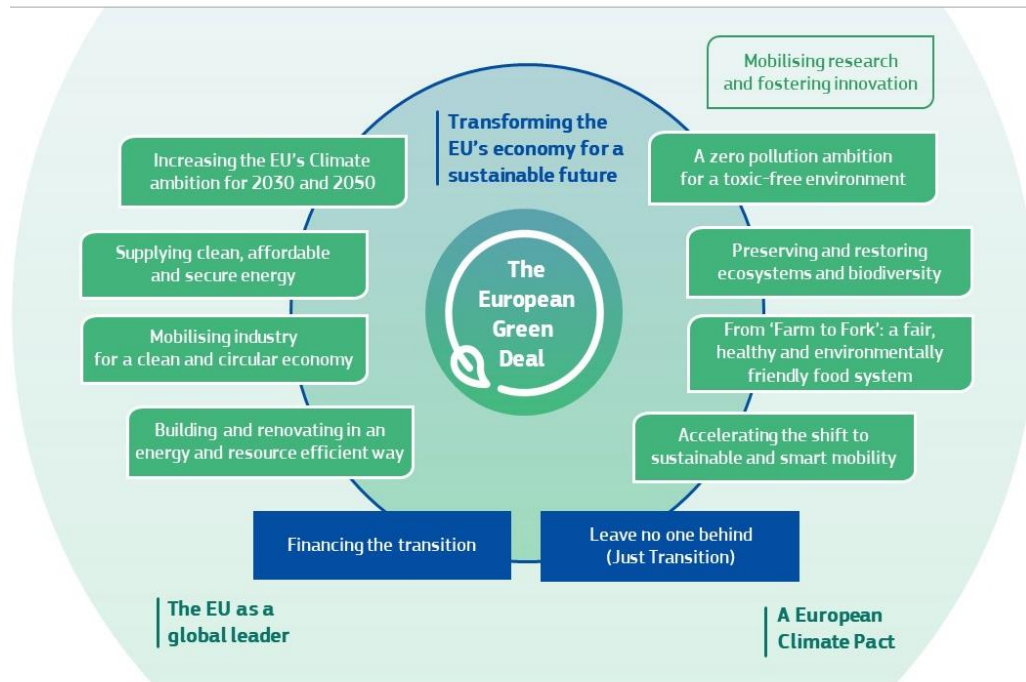 Mobilising research
and fostering innovation
Transforming the
EU's economy for a
sustainable future
Increasing the EU's Climate
ambition for 2030 and 2050
Supplying clean, affordable
and secure energy
Mobilising industry
for a clean and circular economy
Building and renovating in an
energy and resource efficient way
The
European
Green
Deal
A zero pollution ambition
for a toxic-free environment
Preserving and restoring
ecosystems and biodiversity
From ‘Farm to Fork’: a fair,
healthy and environmentally
friendly food system
Accelerating the shift to
sustainable and smart mobility
Financing the transition
Leave no one behind
(Just Transition)
The EU as a
global leader
A European
Climate Pact